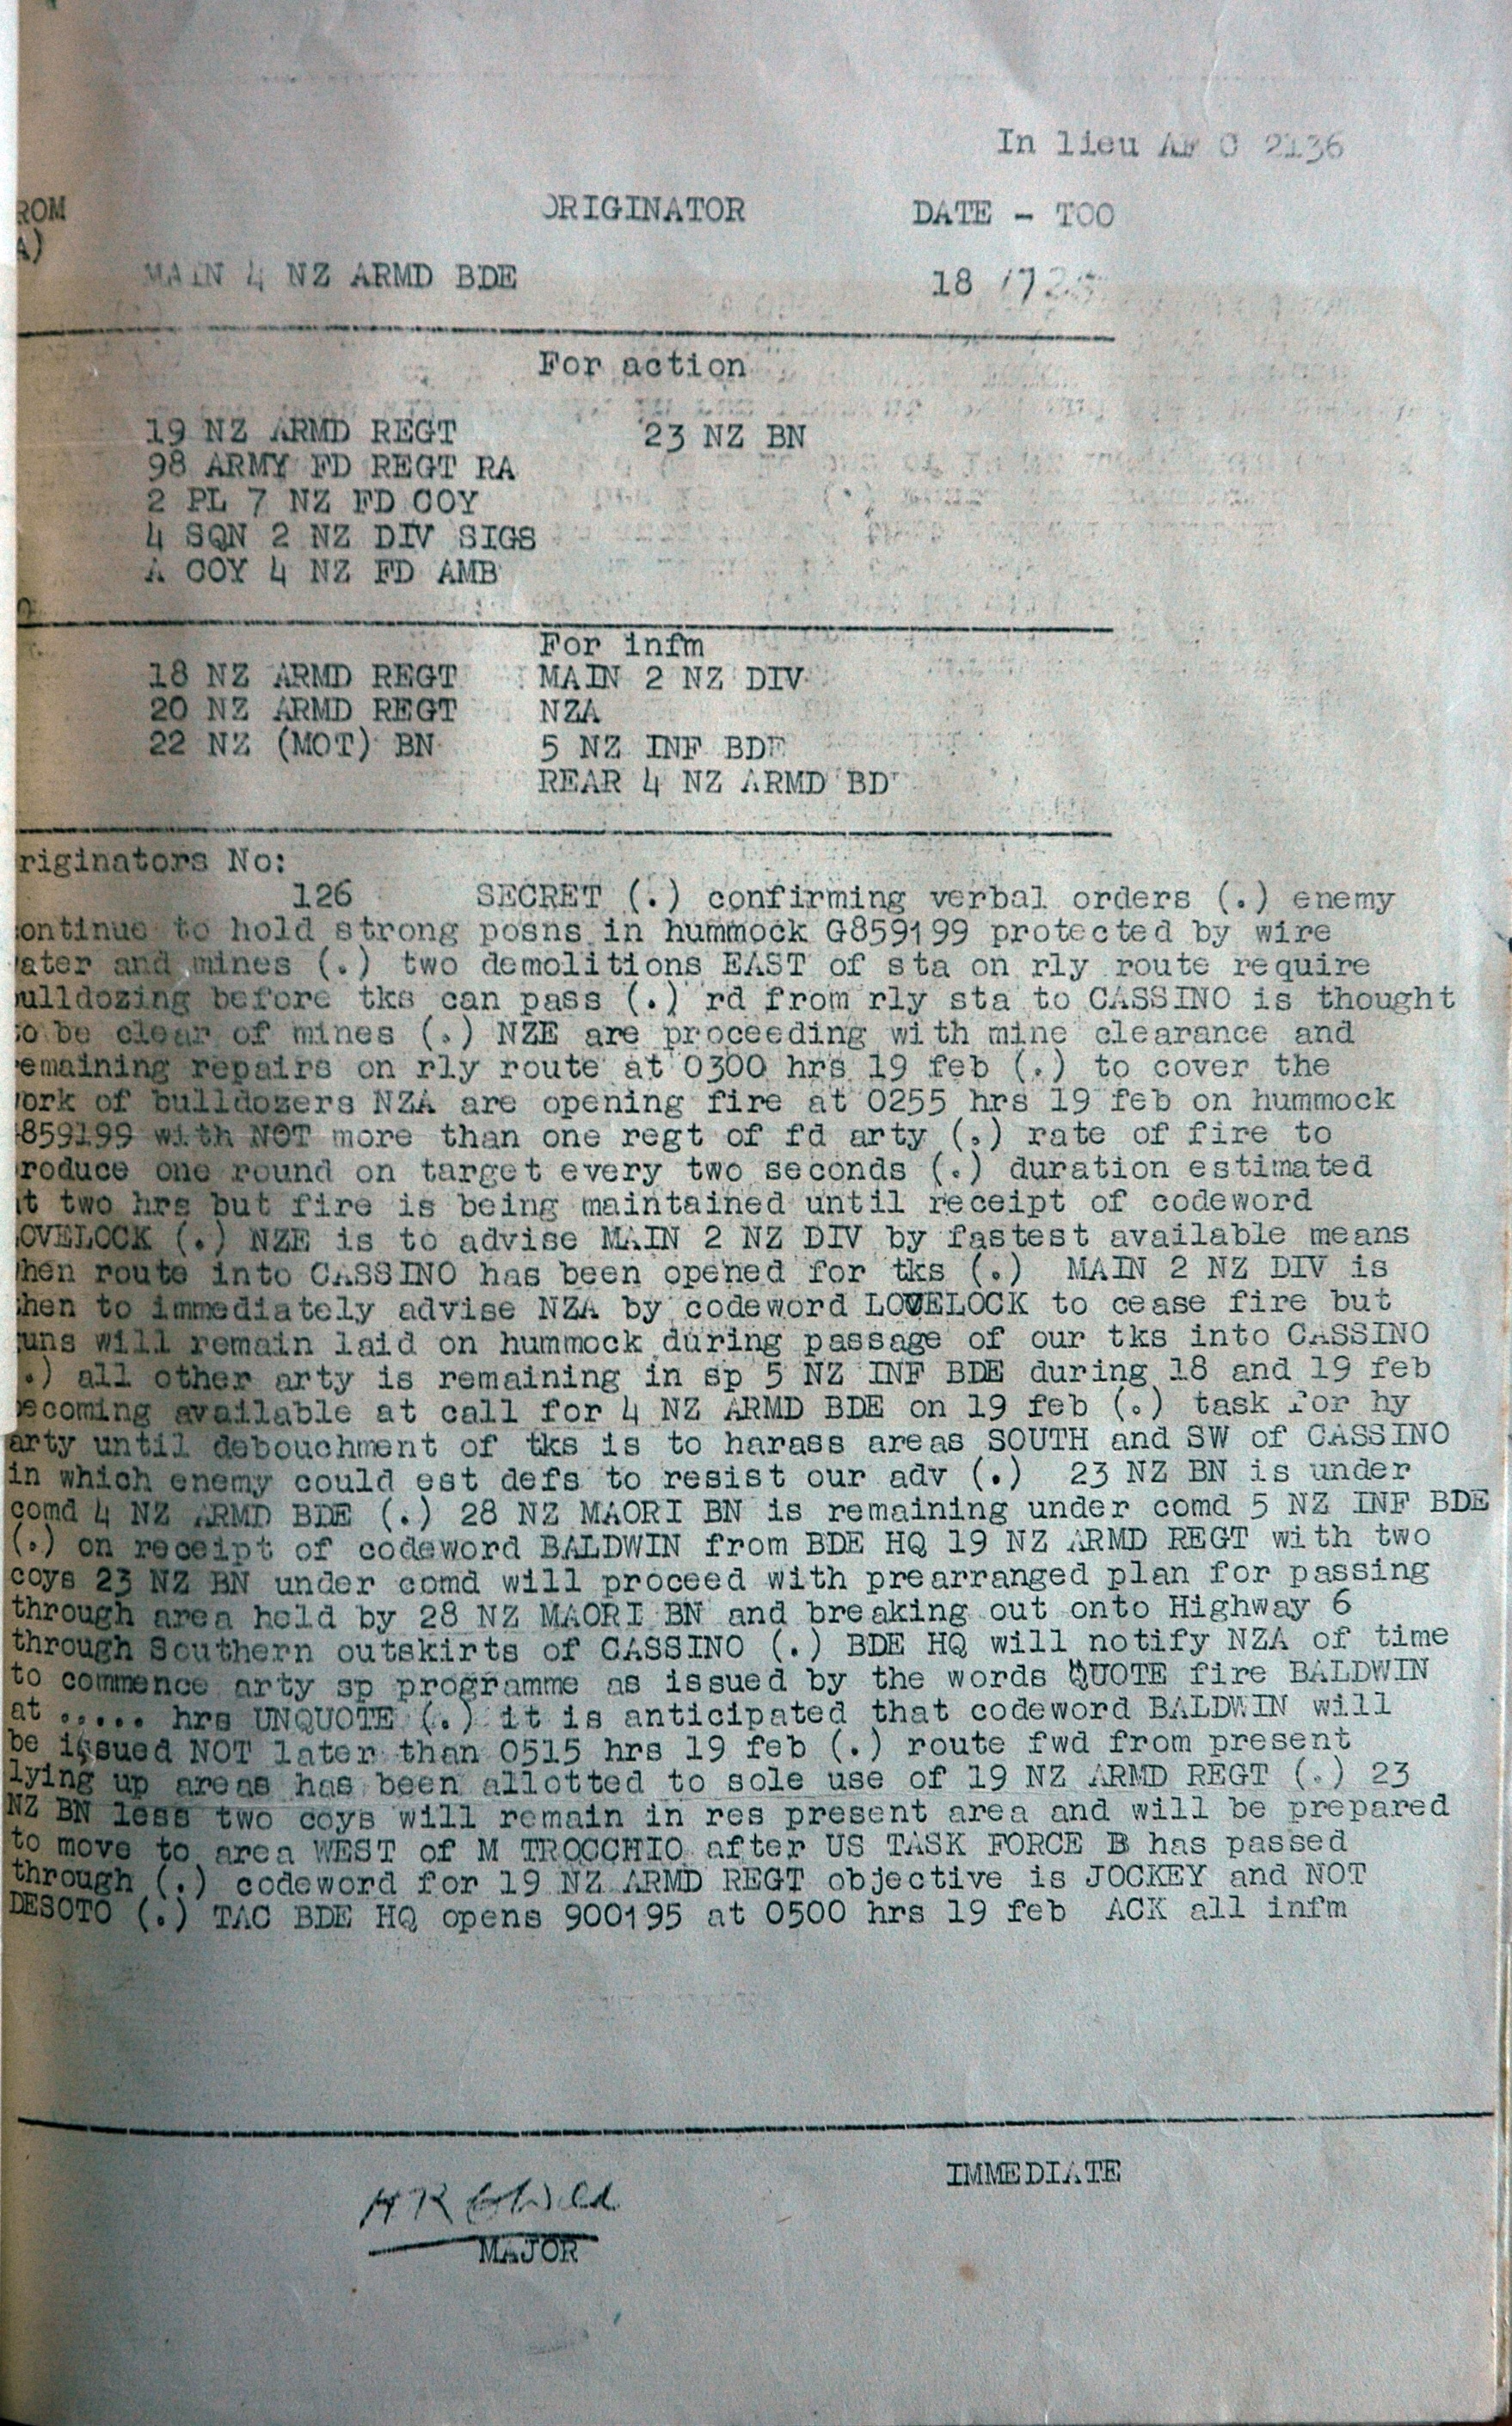 In lieu AF C 2136
ROM ORIGINATOR DATE - TOO
A)
MAIN 4 NZ ARMD BDE 18
For action
19 NZ ARMD REGT 23 NZ BN
98 ARMY FD REGT RA
2 PL 7 NZ FD COY
4 SQN 2 NZ DIV SIGS
A COY 4 NZ FD AMB
For infm
18 NZ ARMD REGT MAIN 2 NZ DIV
20 NZ ARMD REGT NZA
22 NZ (MOT) BN 5 NZ INF BDE
REAR 4 NZ ARMD BD
riginators No:
126 SECRET (.) confirming verbal orders (.) enemy
ontinue to hold strong posns in hummock G859199 protected by wire
ater and mines (.) two demolitions EAST of sta on rly route require
ulldozing before tks can pass (.) rd from rly sta to CASSINO is thought
to be clear of mines (.) NZE are proceeding with mine clearance and
emaining repairs on rly route at 0300 hrs 19 feb (.) to cover the
ork of bulldozers NZA are opening fire at 0255 hrs 19 feb on hummock
859199 with NOT more than one regt of fd arty (.) rate of fire to
roduce one round on target every two seconds (.) duration estimated
t two hrs but fire is being maintained until receipt of codeword
OVELOCK (.) NZE is to advise MAIN 2 NZ DIV by fastest available means
hen route into CASSINO has been opened for tks (.) MAIN 2 NZ DIV is
hen to immediately advise NZA by codeword LOVELOCK to cease fire but
uns will remain laid on hummock during passage of our tks into CASSINO
.) all other arty is remaining in sp 5 NZ INF BDE during 18 and 19 feb
ecoming available at call for 4 NZ ARMD BDE on 19 feb (.) task for hy
arty until debouchment of tks is to harass areas SOUTH and SW of CASSINO
in which enemy could est defs to resist our adv (.) 23 NZ BN is under
comd 4 NZ ARMD BDE (.) 28 NZ MAORI BN is remaining under comd 5 NZ INF BDE
(.) on receipt of codeword BALDWIN from BDE HQ 19 NZ ARMD REGT with two
coys 23 NZ BN under comd will proceed with prearranged plan for passing
through area held by 28 NZ MAORI BN and breaking out onto Highway 6
through Southern outskirts of CASSINO (.) BDE HQ will notify NZA of time
to commence arty sp programme as issued by the words QUOTE fire BALDWIN
at ..... hrs UNQUOTE (.) it is anticipated that codeword BALDWIN will
be issued NOT later than 0515 hrs 19 feb (.) route fwd from present
lying up areas has been allotted to sole use of 19 NZ ARMD REGT (.) 23
NZ BN less two coys will remain in res present area and will be prepared
to move to area WEST of M TROCCHIO after US TASK FORCE B has passed
through (.) codeword for 19 NZ ARMD REGT objective is JOCKEY and NOT
DESOTO (.) TAC BDE HQ opens 900195 at 0500 hrs 19 feb ACK all infm
IMMEDIATE
MAJOR